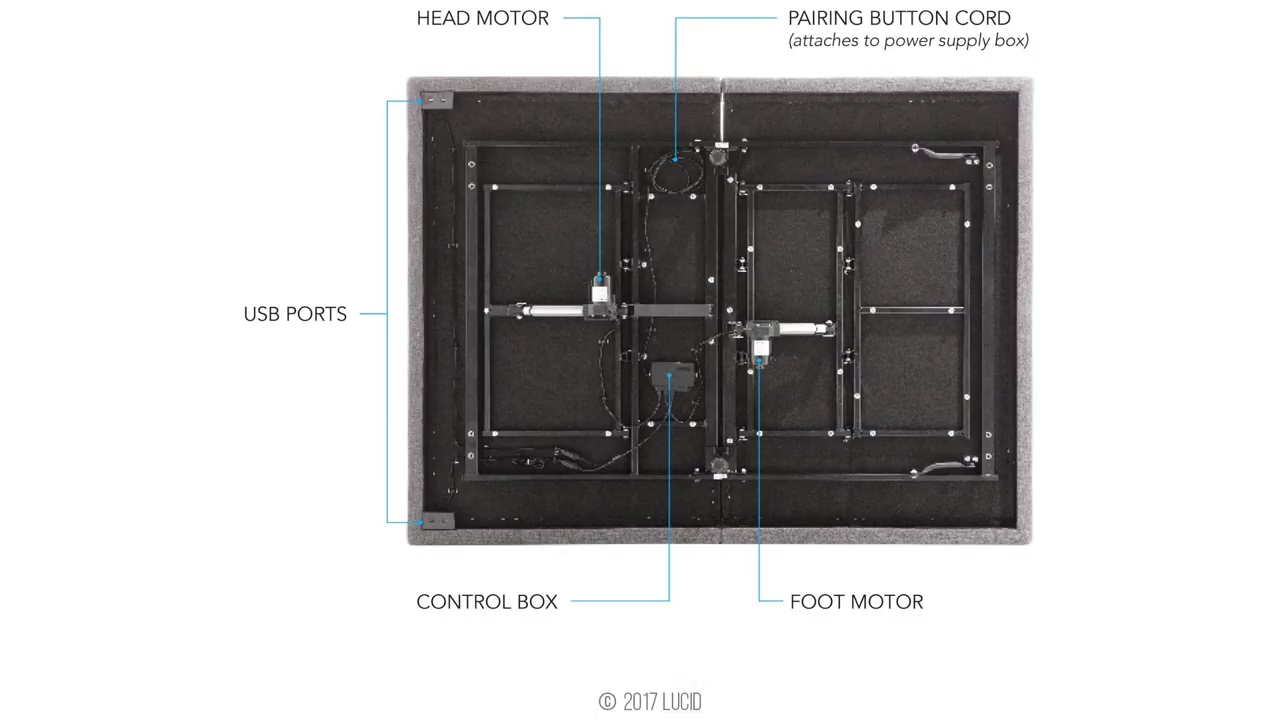 HEAD MOTOR
PAIRING BUTTON CORD
(attaches to power supply box)
USB PORTS
CONTROL BOX
FOOT MOTOR
© 2017 LUCID